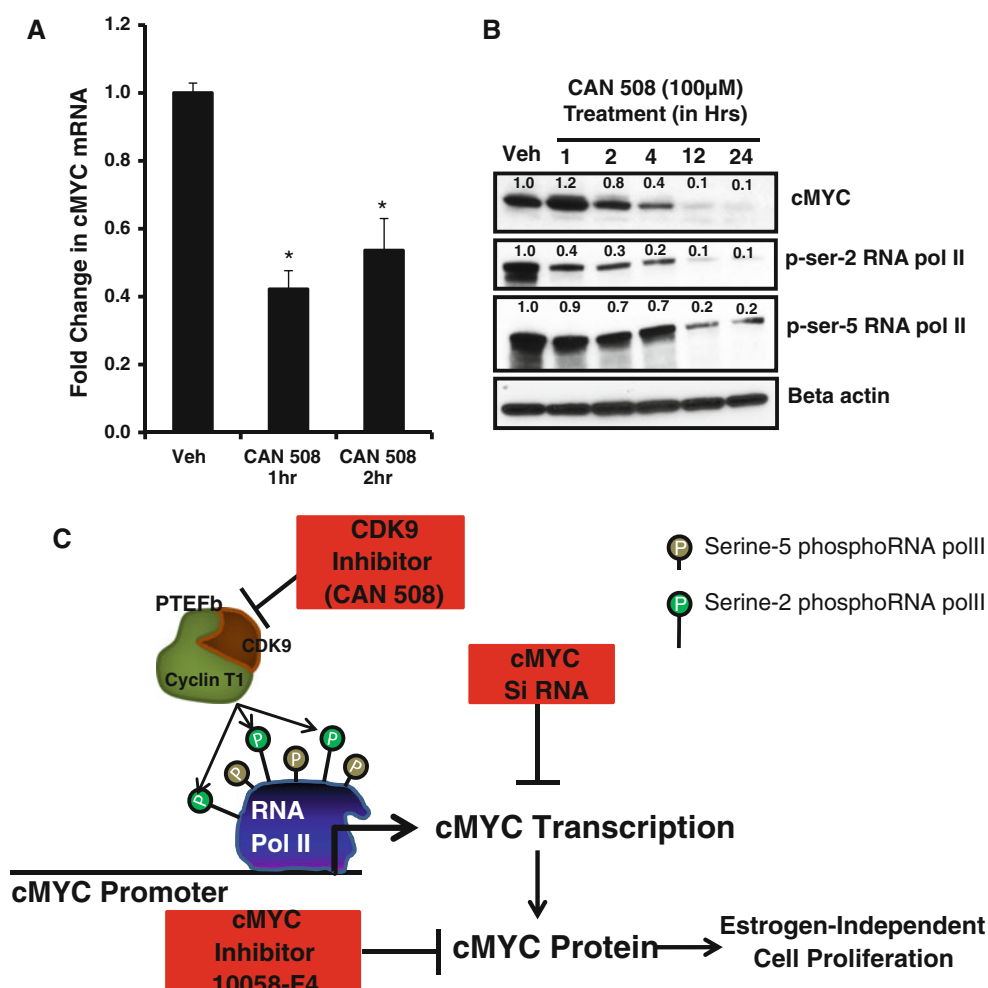 A
Fold Change in cMYC mRNA
1.2
1.0
0.8
0.6
0.4
0.2
0.0
*
*
Veh
CAN 508
1hr
CAN 508
2hr
B
CAN 508 (100µM)
Treatment (in Hrs)
Veh 1 2 4 12 24
1.0 1.2 0.8 0.4 0.1 0.1
cMYC
1.0 0.4 0.3 0.2 0.1 0.1
p-ser-2 RNA pol II
1.0 0.9 0.7 0.7 0.2 0.2
p-ser-5 RNA pol II
Beta actin
C
CDK9
Inhibitor
(CAN 508)
P Serine-5 phosphoRNA polII
P Serine-2 phosphoRNA polII
PTEFb
CDK9
Cyclin T1
cMYC
Si RNA
P P
P P P
P
RNA
Pol II
cMYC Transcription
cMYC Promoter
cMYC
Inhibitor
10058-F4
cMYC Protein
Estrogen-Independent
Cell Proliferation